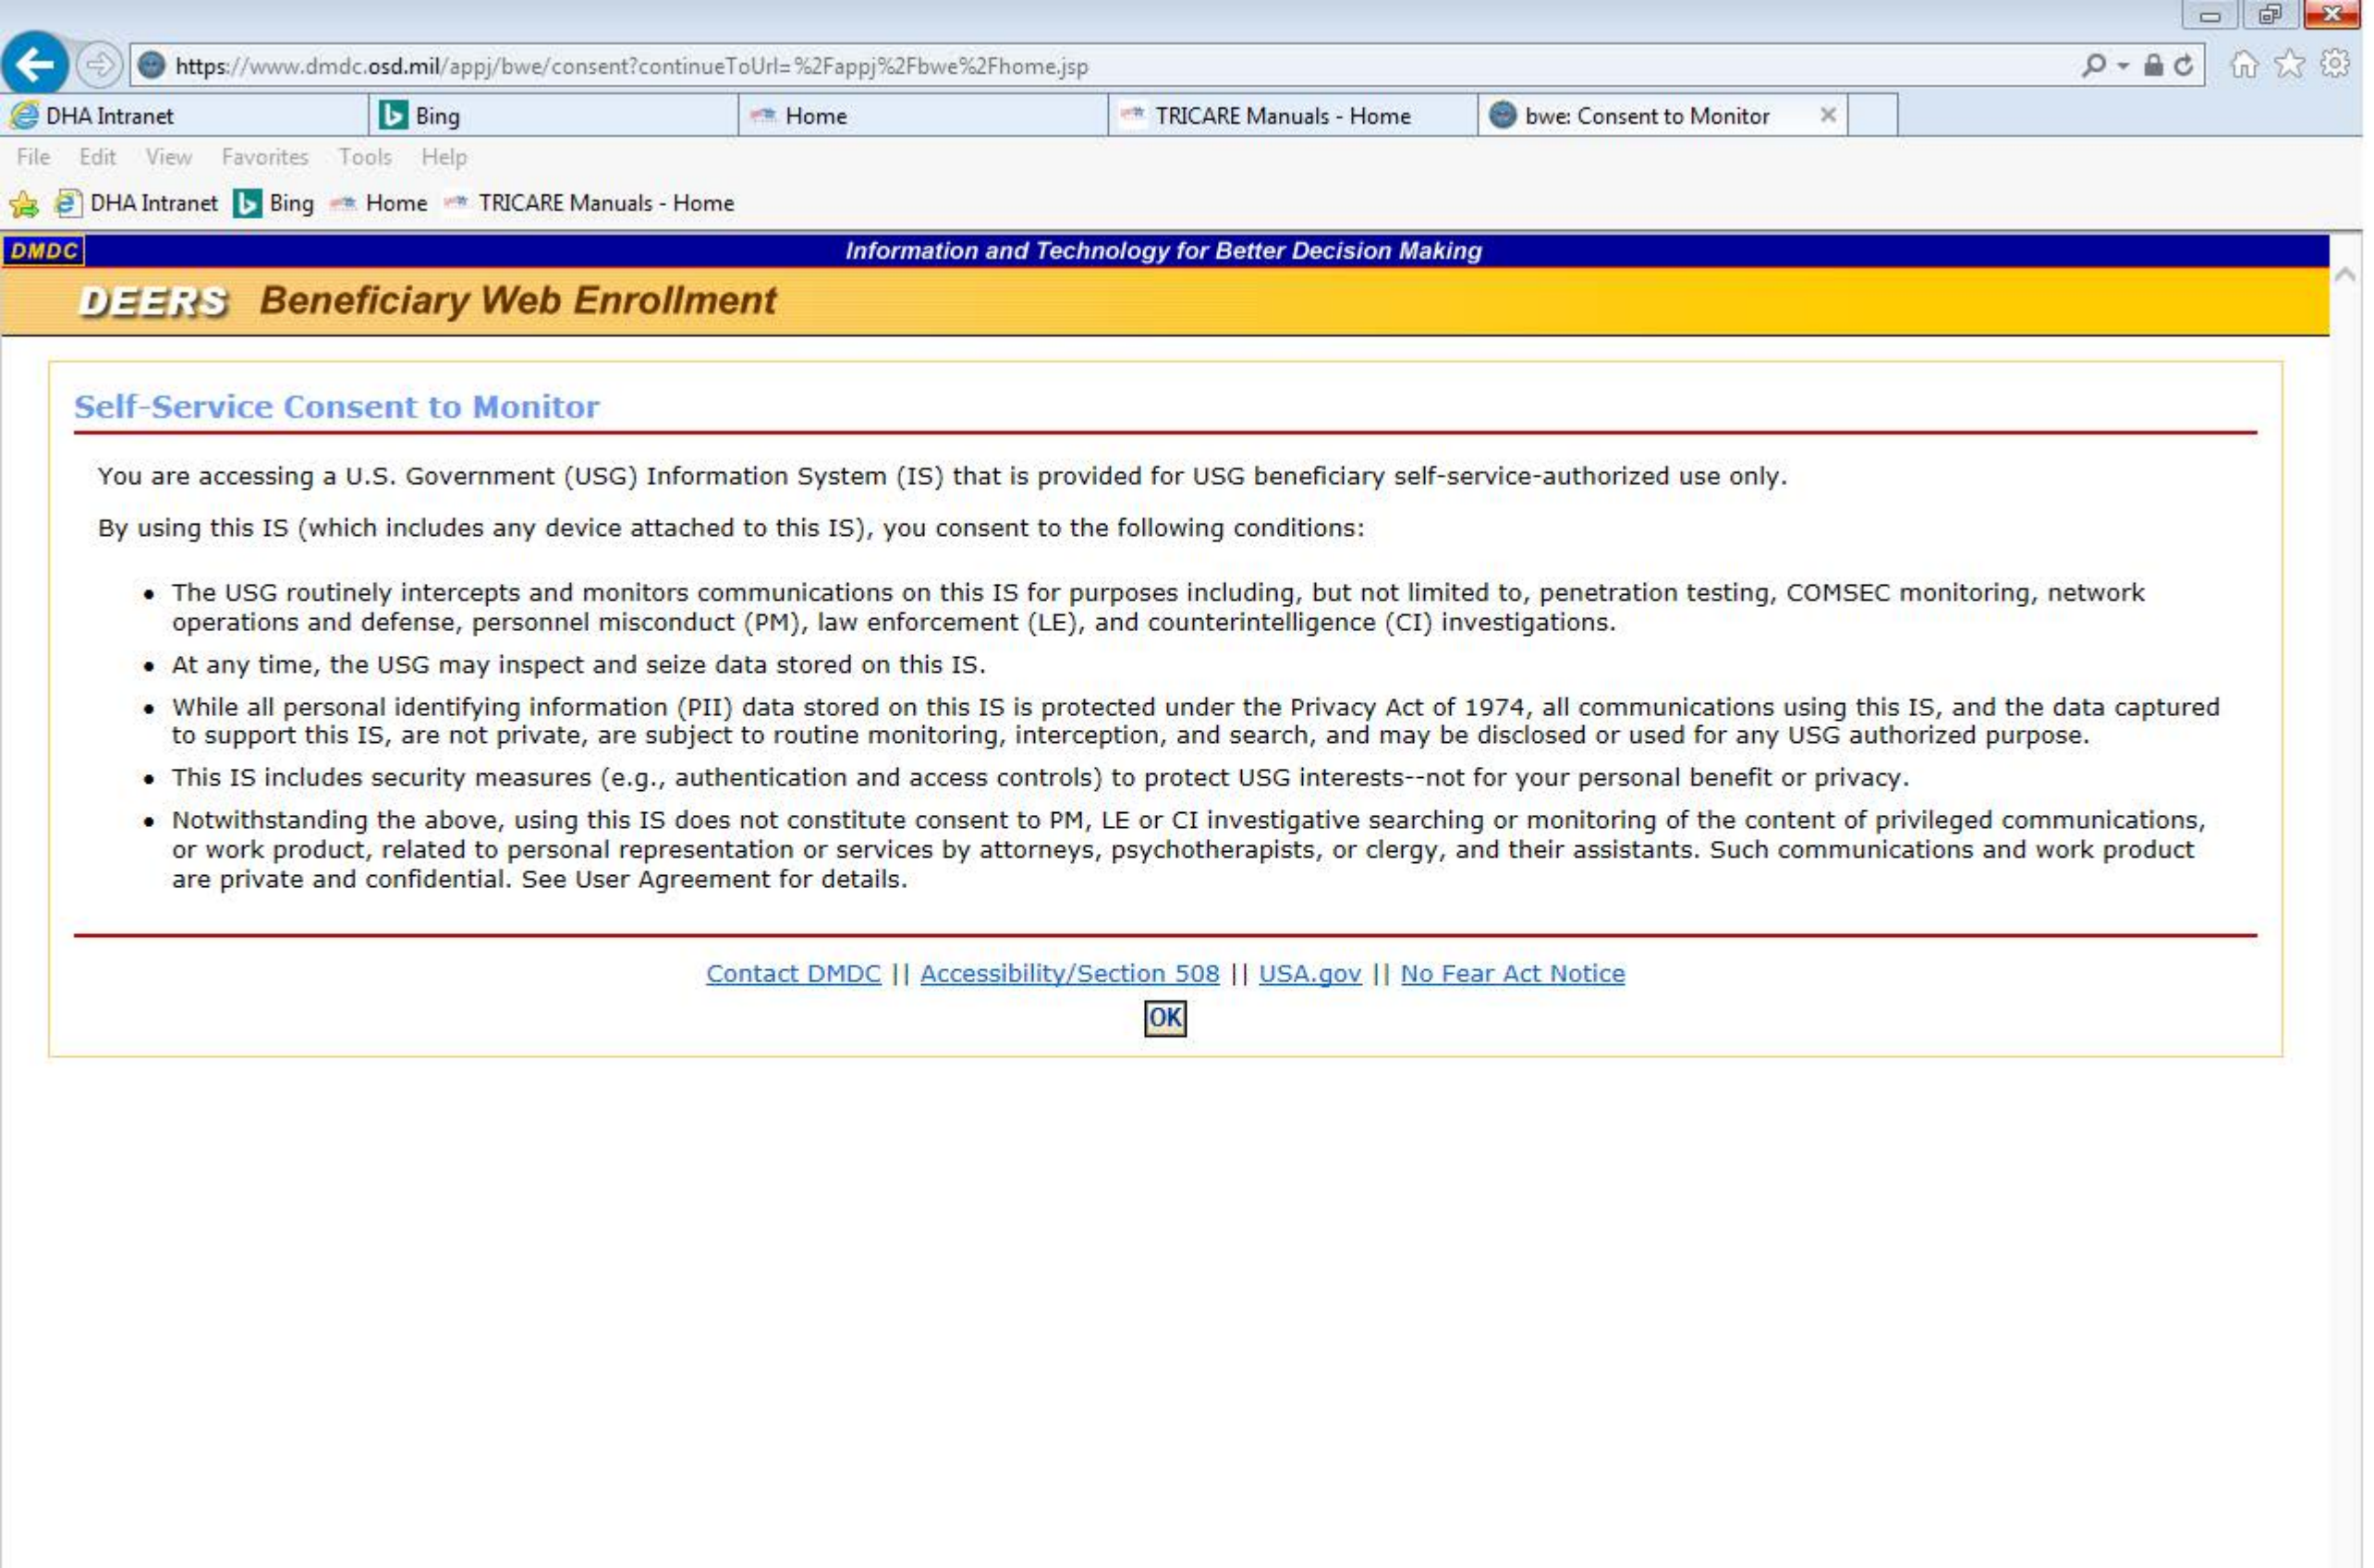 https://www.dmdc.osd.mil/appj/bwe/consent?continueToUrl=%2Fappj%2Fbwe%2Fhome.jsp
DHA Intranet Bing Home TRICARE Manuals - Home bwe: Consent to Monitor
File Edit View Favorites Tools Help
DHA Intranet Bing Home TRICARE Manuals - Home
DMDC Information and Technology for Better Decision Making
DEERS Beneficiary Web Enrollment
Self-Service Consent to Monitor
You are accessing a U.S. Government (USG) Information System (IS) that is provided for USG beneficiary self-service-authorized use only.
By using this IS (which includes any device attached to this IS), you consent to the following conditions:
• The USG routinely intercepts and monitors communications on this IS for purposes including, but not limited to, penetration testing, COMSEC monitoring, network
operations and defense, personnel misconduct (PM), law enforcement (LE), and counterintelligence (CI) investigations.
• At any time, the USG may inspect and seize data stored on this IS.
• While all personal identifying information (PII) data stored on this IS is protected under the Privacy Act of 1974, all communications using this IS, and the data captured
to support this IS, are not private, are subject to routine monitoring, interception, and search, and may be disclosed or used for any USG authorized purpose.
• This IS includes security measures (e.g., authentication and access controls) to protect USG interests--not for your personal benefit or privacy.
• Notwithstanding the above, using this IS does not constitute consent to PM, LE or CI investigative searching or monitoring of the content of privileged communications,
or work product, related to personal representation or services by attorneys, psychotherapists, or clergy, and their assistants. Such communications and work product
are private and confidential. See User Agreement for details.
Contact DMDC || Accessibility/Section 508 || USA.gov || No Fear Act Notice
OK